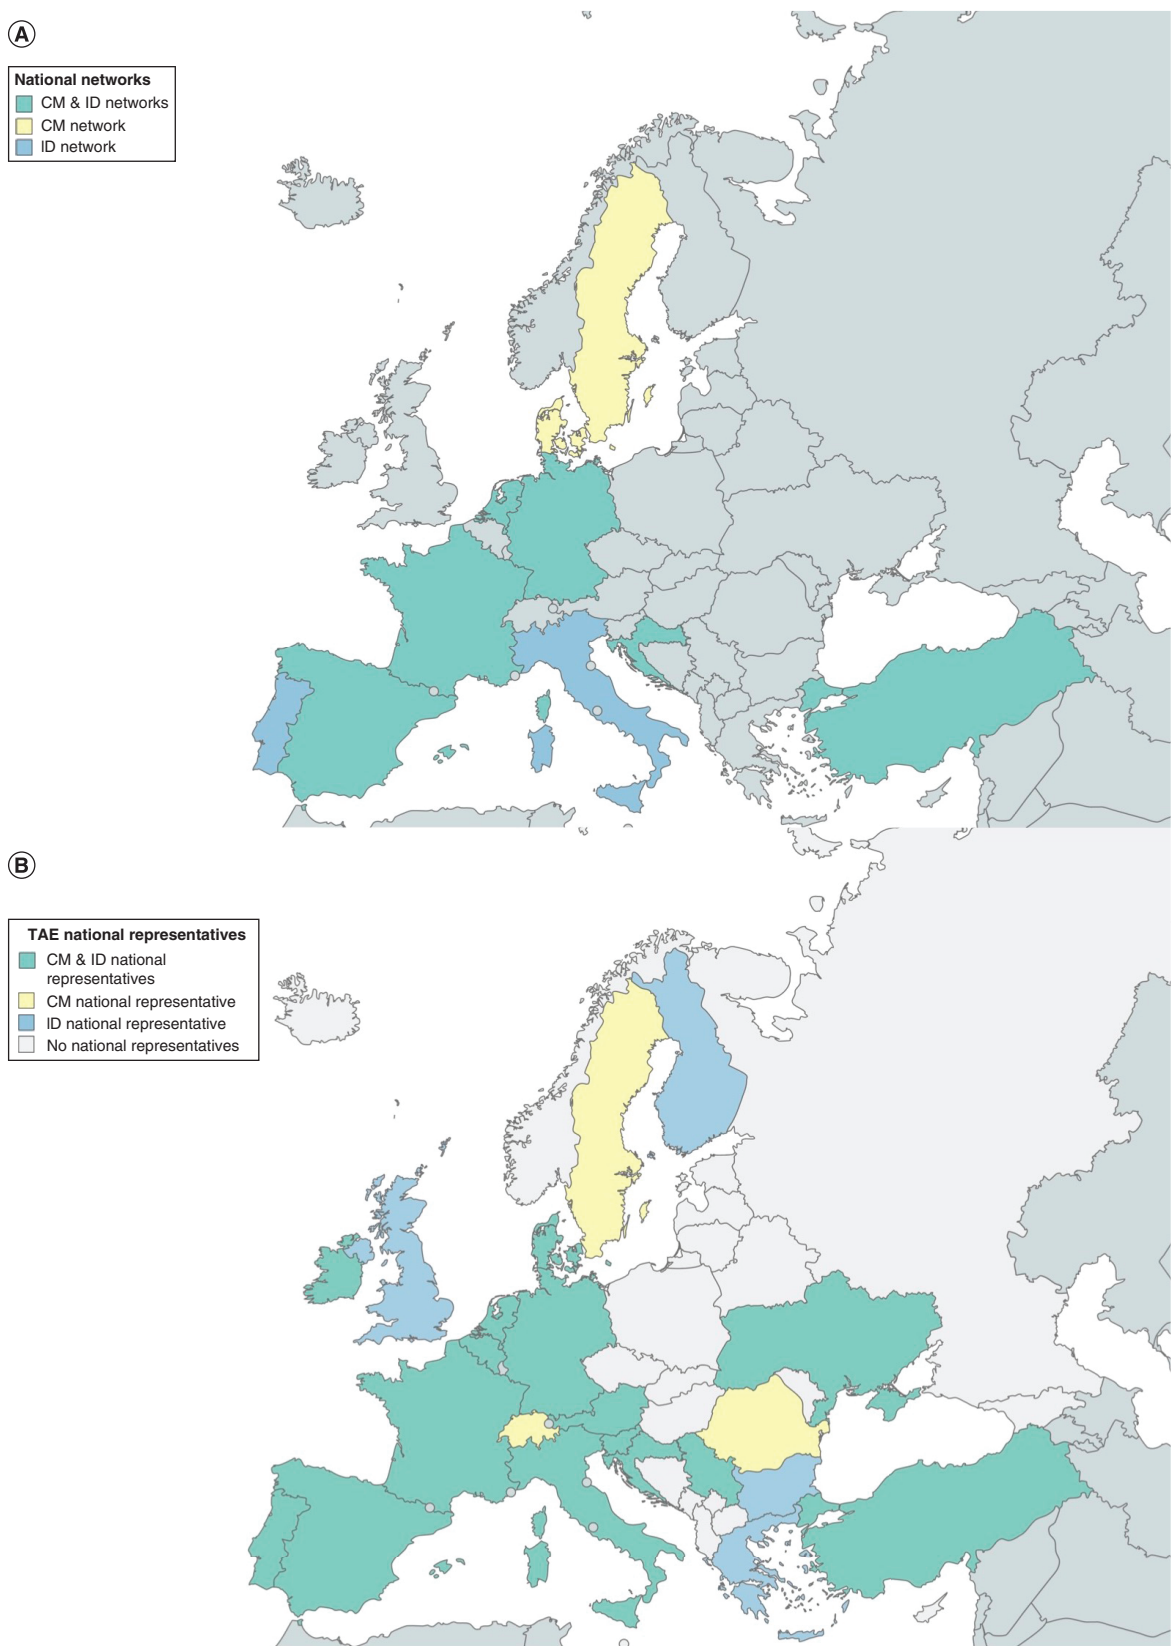 A
National networks
CM & ID networks
CM network
ID network
B
TAE national representatives
CM & ID national
representatives
CM national representative
ID national representative
No national representatives